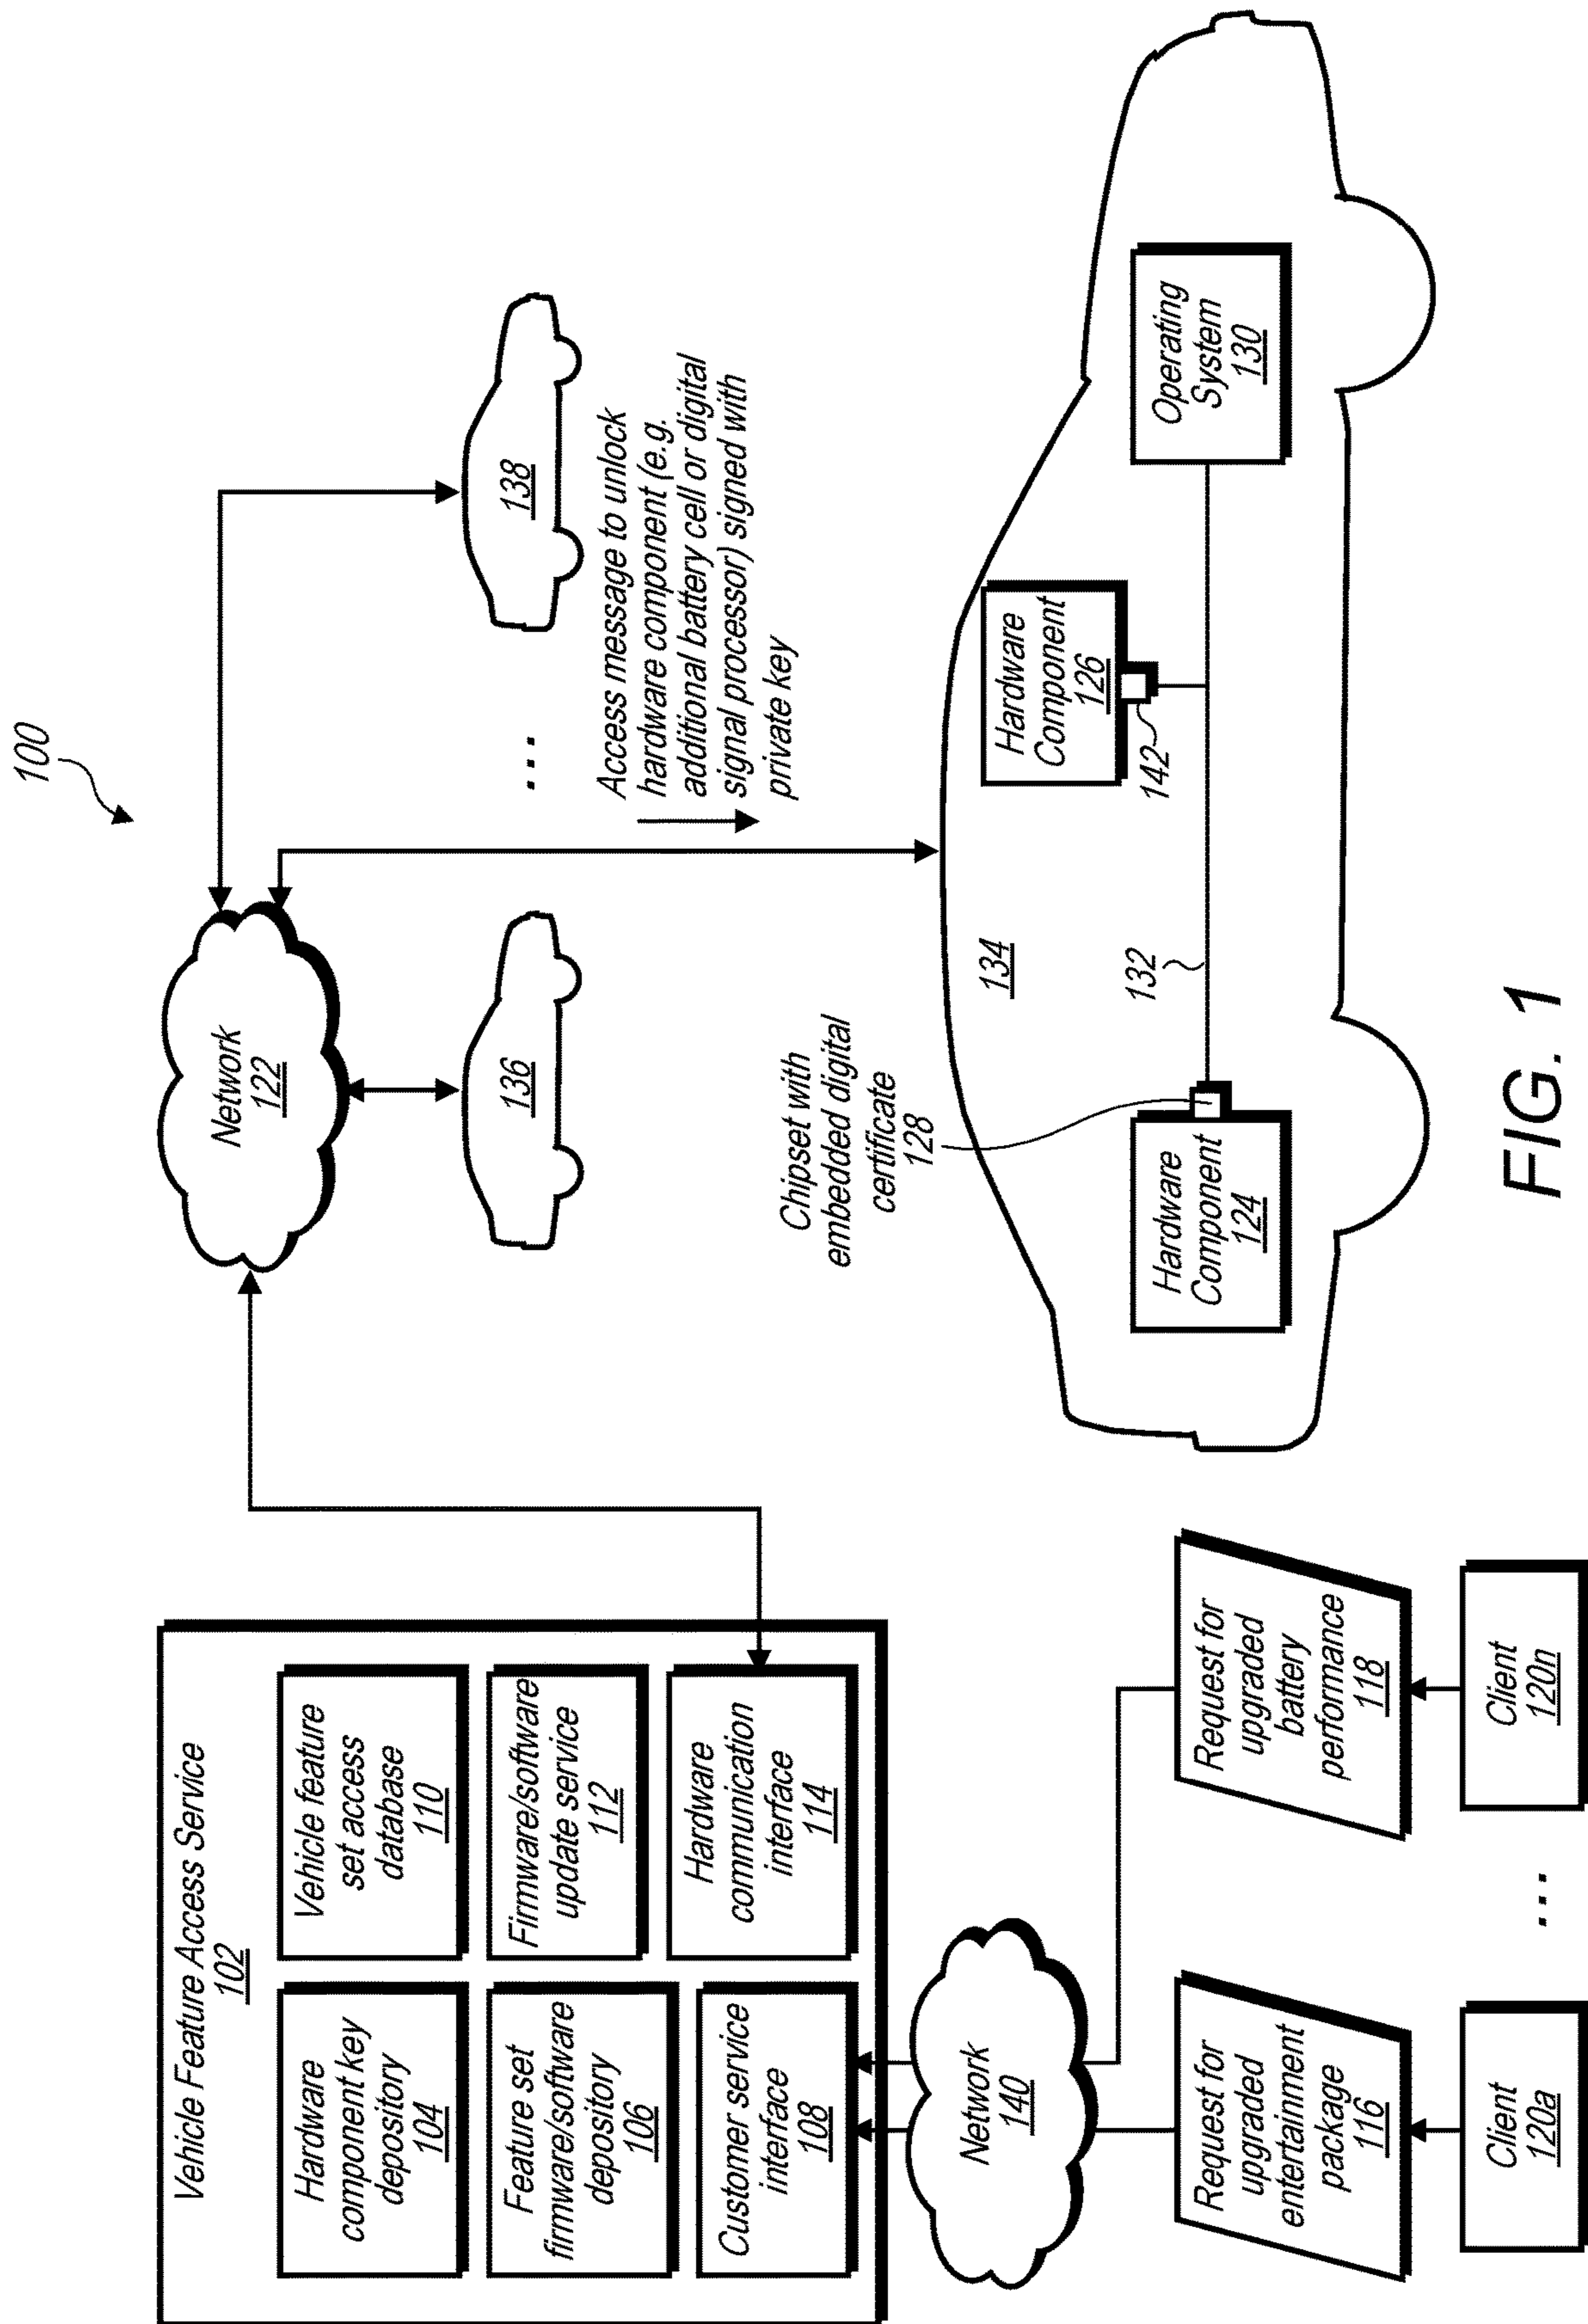 100
Vehicle Feature Access Service
102
Hardware
component key
depository
104
Vehicle feature
set access
database
110
Feature set
firmware/software
depository
106
Firmware/software
update service
112
Customer service
interface
108
Hardware
communication
interface
114
Network
140
Request for
upgraded
entertainment
package
116
Request for
upgraded
battery
performance
118
Client
120a
...
Client
120n
Network
122
136
...
138
Access message to unlock
hardware component (e.g.
additional battery cell or digital
signal processor) signed with
private key
Chipset with
embedded digital
certificate
128
134
Hardware
Component
124
132
Hardware
Component
126
142
Operating
System
130
FIG. 1